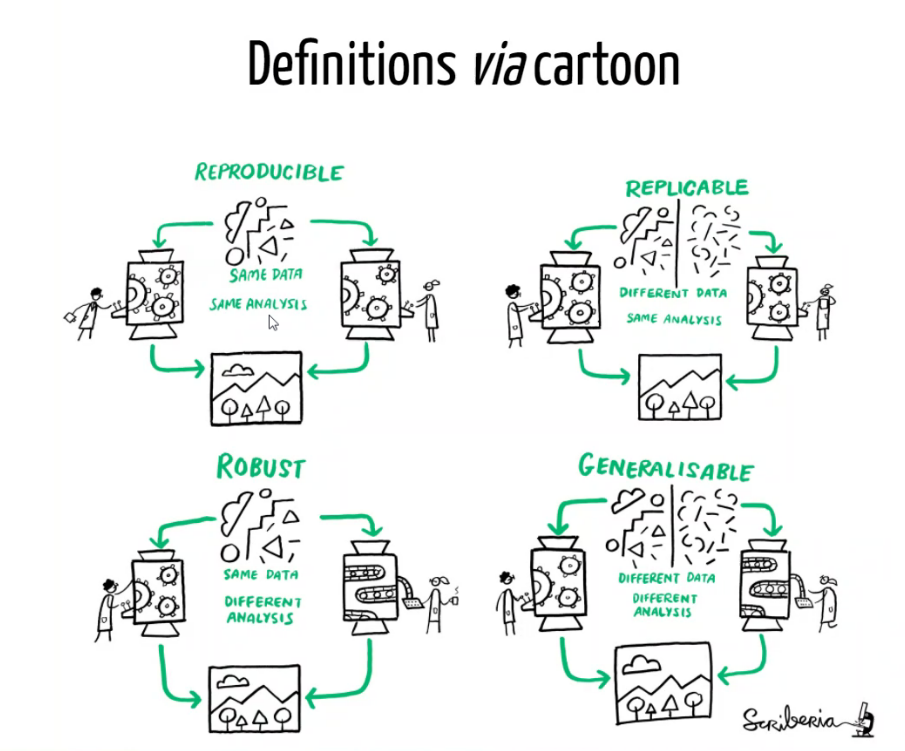 Definitions via cartoon
REPRODUCIBLE
SAME DATA
SAME ANALYSIS
REPLICABLE
DIFFERENT DATA
SAME ANALYSIS
ROBUST
SAME DATA
DIFFERENT
ANALYSIS
GENERALISABLE
DIFFERENT DATA
DIFFERENT
ANALYSIS
Scriberia